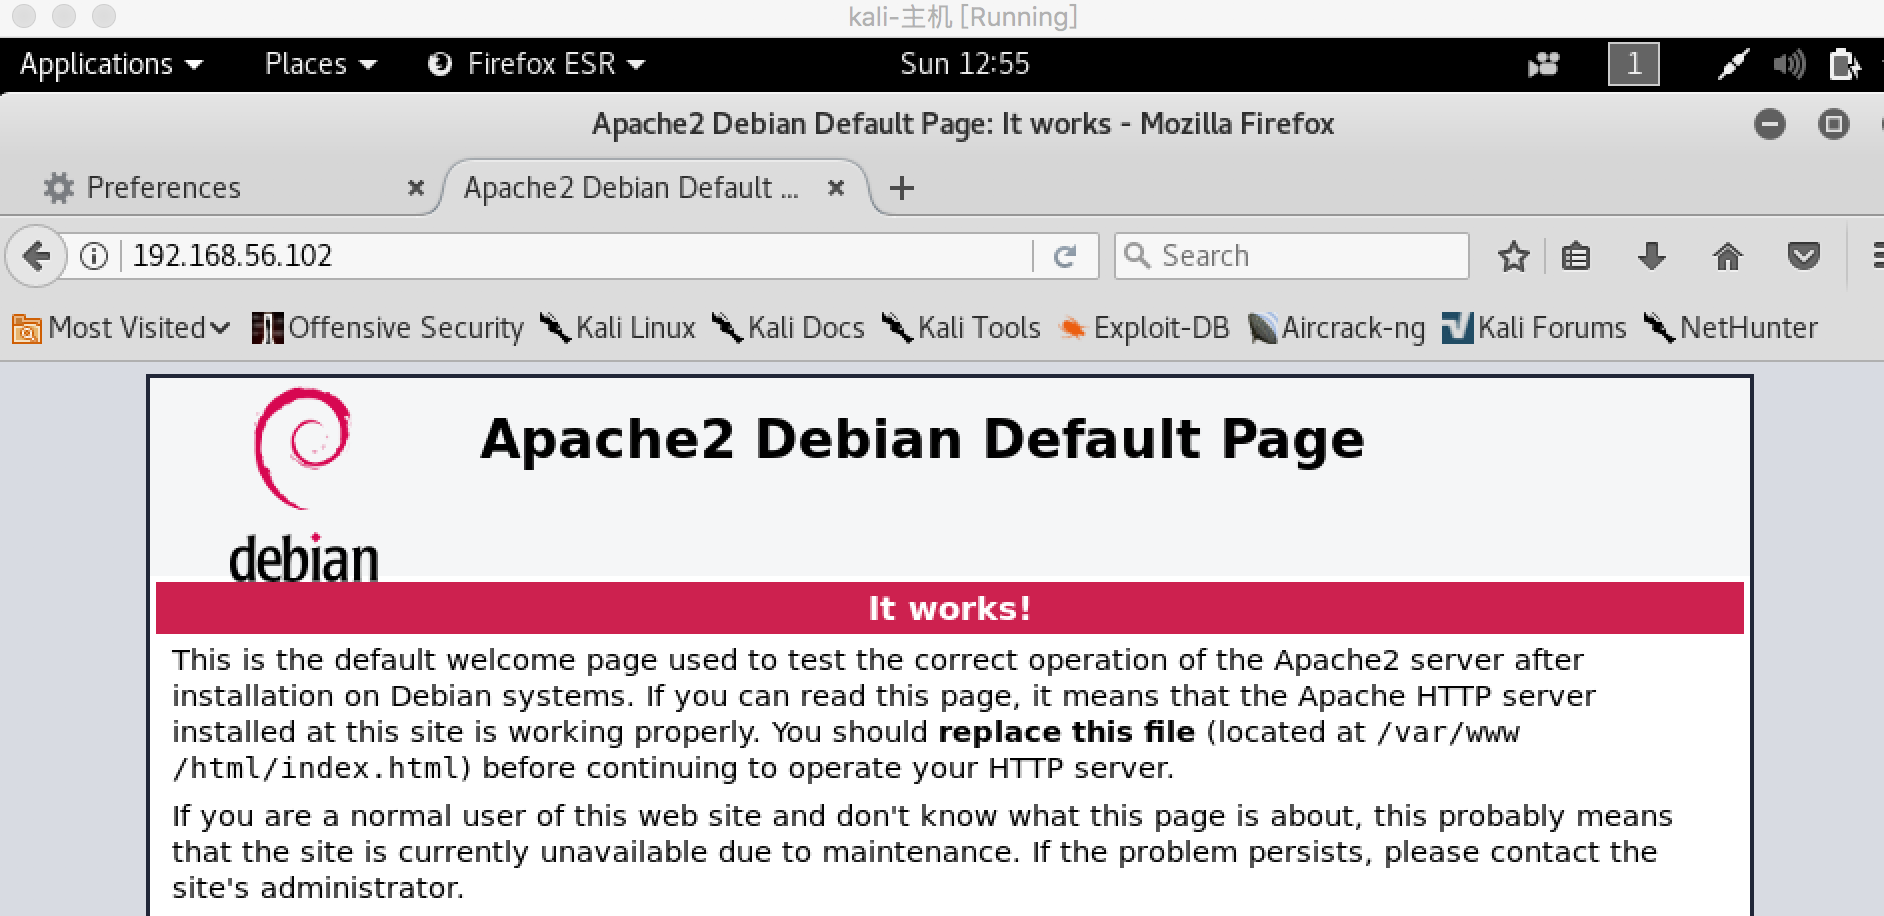 kali-主机 [Running]
Applications Places Firefox ESR Sun 12:55 1
Apache2 Debian Default Page: It works - Mozilla Firefox
Preferences Apache2 Debian Default ...
192.168.56.102 Search
Most Visited Offensive Security Kali Linux Kali Docs Kali Tools Exploit-DB Aircrack-ng Kali Forums NetHunter
Apache2 Debian Default Page
debian
It works!
This is the default welcome page used to test the correct operation of the Apache2 server after
installation on Debian systems. If you can read this page, it means that the Apache HTTP server
installed at this site is working properly. You should replace this file (located at /var/www
/html/index.html) before continuing to operate your HTTP server.
If you are a normal user of this web site and don't know what this page is about, this probably means
that the site is currently unavailable due to maintenance. If the problem persists, please contact the
site's administrator.